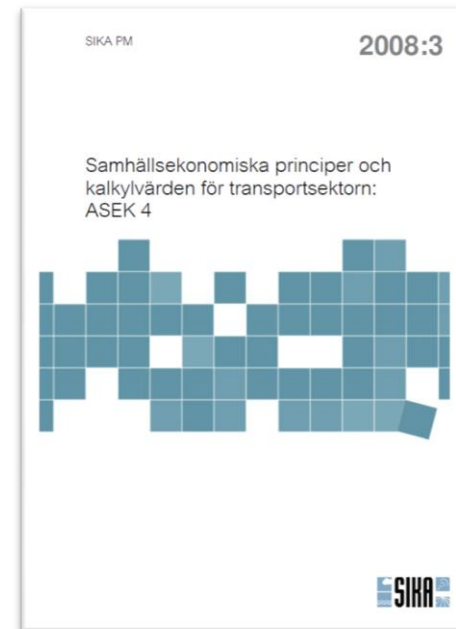 SIKA PM
2008:3
Samhällsekonomiska principer och
kalkylvärden för transportsektorn:
ASEK 4
SIKA